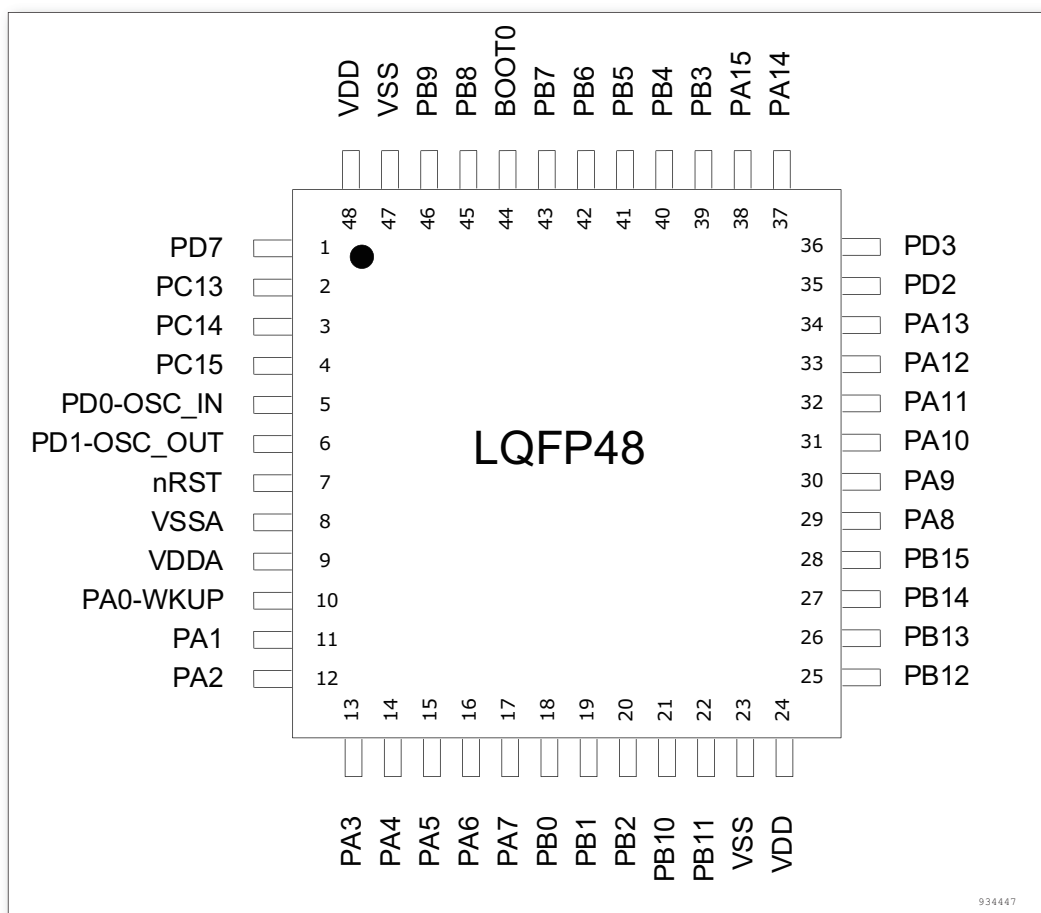 VDD VSS PB9 PB8 BOOT0 PB7 PB6 PB5 PB4 PB3 PA15 PA14
48 47 46 45 44 43 42 41 40 39 38 37
PD7 1 36 PD3
PC13 2 35 PD2
PC14 3 34 PA13
PC15 4 33 PA12
PD0-OSC_IN 5 32 PA11
PD1-OSC_OUT 6 31 PA10
LQFP48
nRST 7 30 PA9
VSSA 8 29 PA8
VDDA 9 28 PB15
PA0-WKUP 10 27 PB14
PA1 11 26 PB13
PA2 12 25 PB12
13 14 15 16 17 18 19 20 21 22 23 24
PA3 PA4 PA5 PA6 PA7 PB0 PB1 PB2 PB10 PB11 VSS VDD
934447